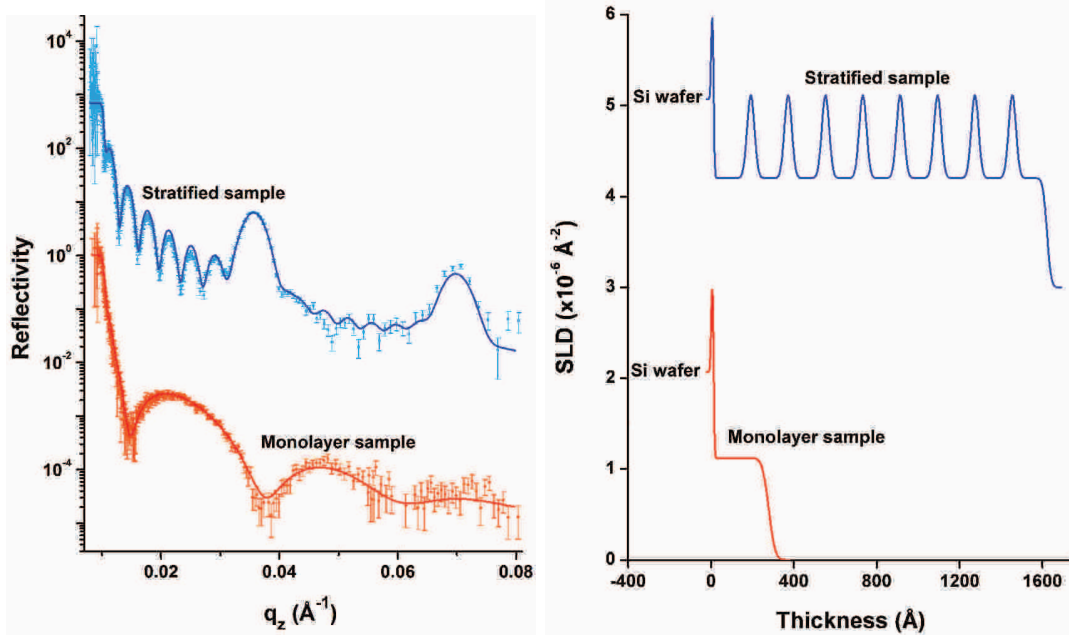 10⁴
10²
10⁰
10⁻²
10⁻⁴
Reflectivity
Stratified sample
Monolayer sample
0.02 0.04 0.06 0.08
q_z (Å⁻¹)
6
5
4
3
2
1
0
SLD (×10⁻⁶ Å⁻²)
Stratified sample
Si wafer
Si wafer
Monolayer sample
-400 0 400 800 1200 1600
Thickness (Å)